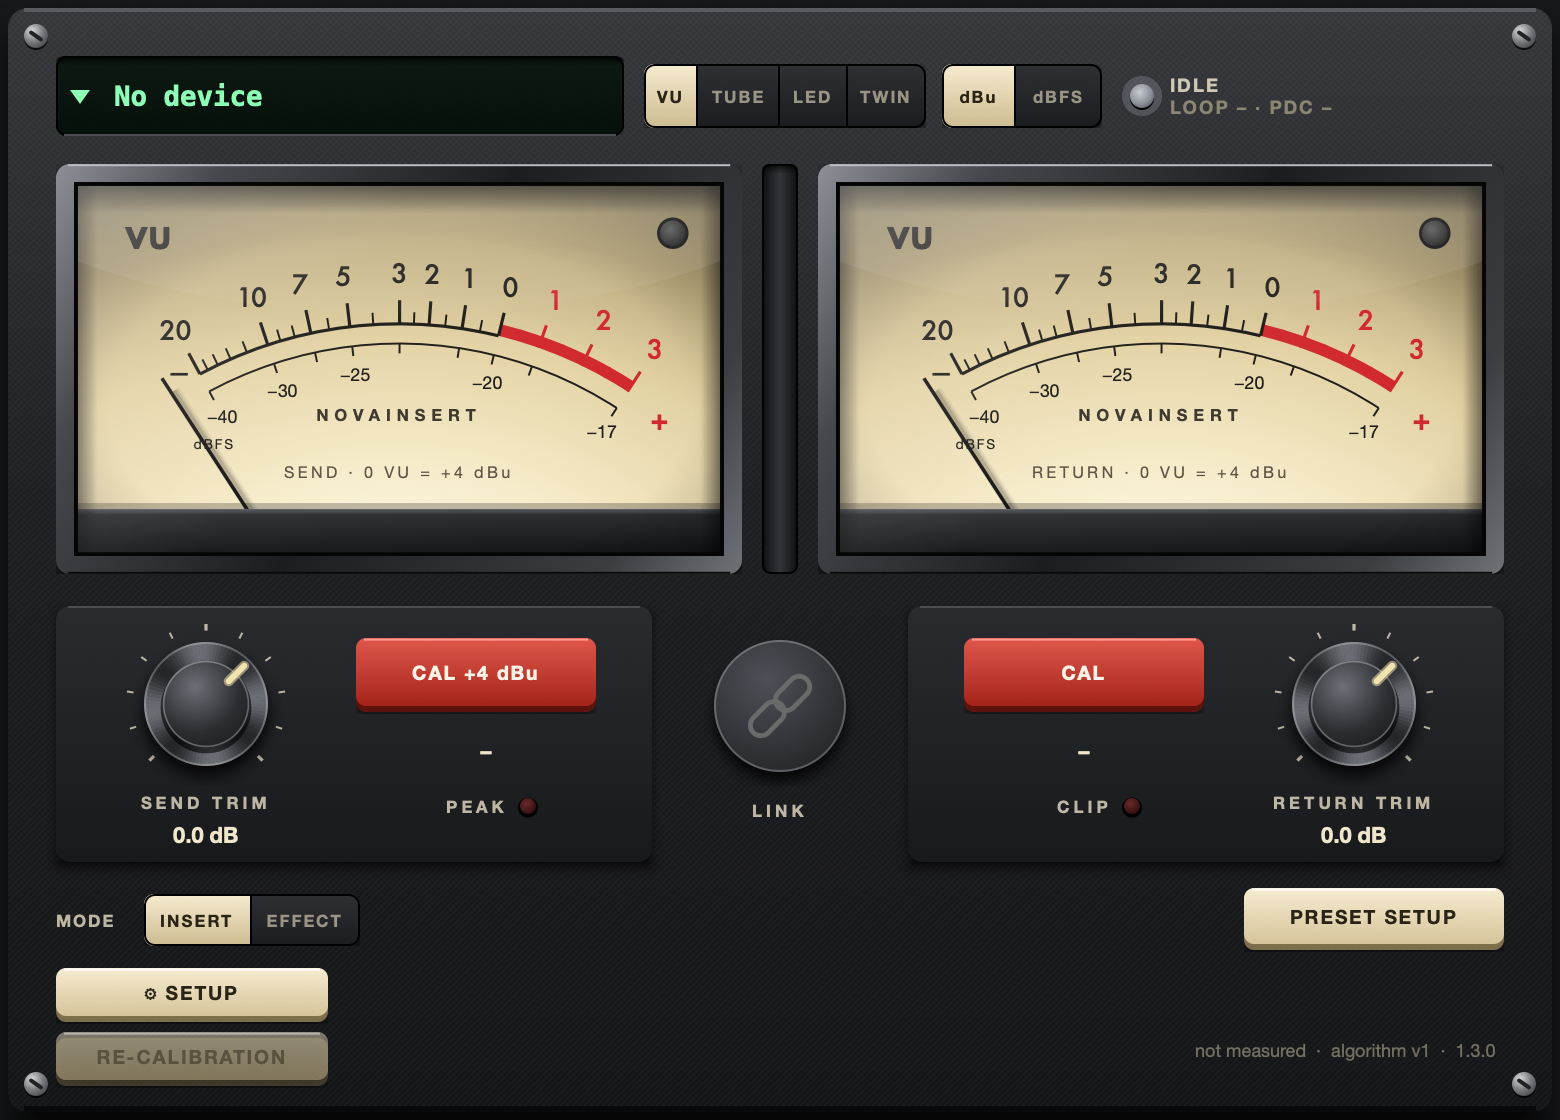 No device
VU TUBE LED TWIN
dBu dBFS
IDLE
LOOP – · PDC –
VU
20 10 7 5 3 2 1 0 1 2 3
–
–40 –30 –25 –20 –17
+
dBFS
NOVAINSERT
SEND · 0 VU = +4 dBu
VU
20 10 7 5 3 2 1 0 1 2 3
–
–40 –30 –25 –20 –17
+
dBFS
NOVAINSERT
RETURN · 0 VU = +4 dBu
SEND TRIM
0.0 dB
CAL +4 dBu
–
PEAK
LINK
CAL
–
CLIP
RETURN TRIM
0.0 dB
MODE INSERT EFFECT
PRESET SETUP
⚙ SETUP
RE-CALIBRATION
not measured · algorithm v1 · 1.3.0